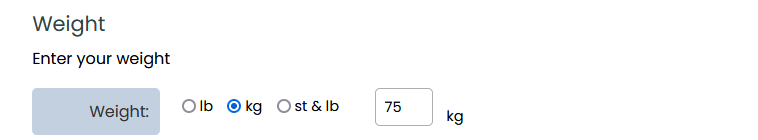 Weight
Enter your weight
Weight: lb kg st & lb 75 kg